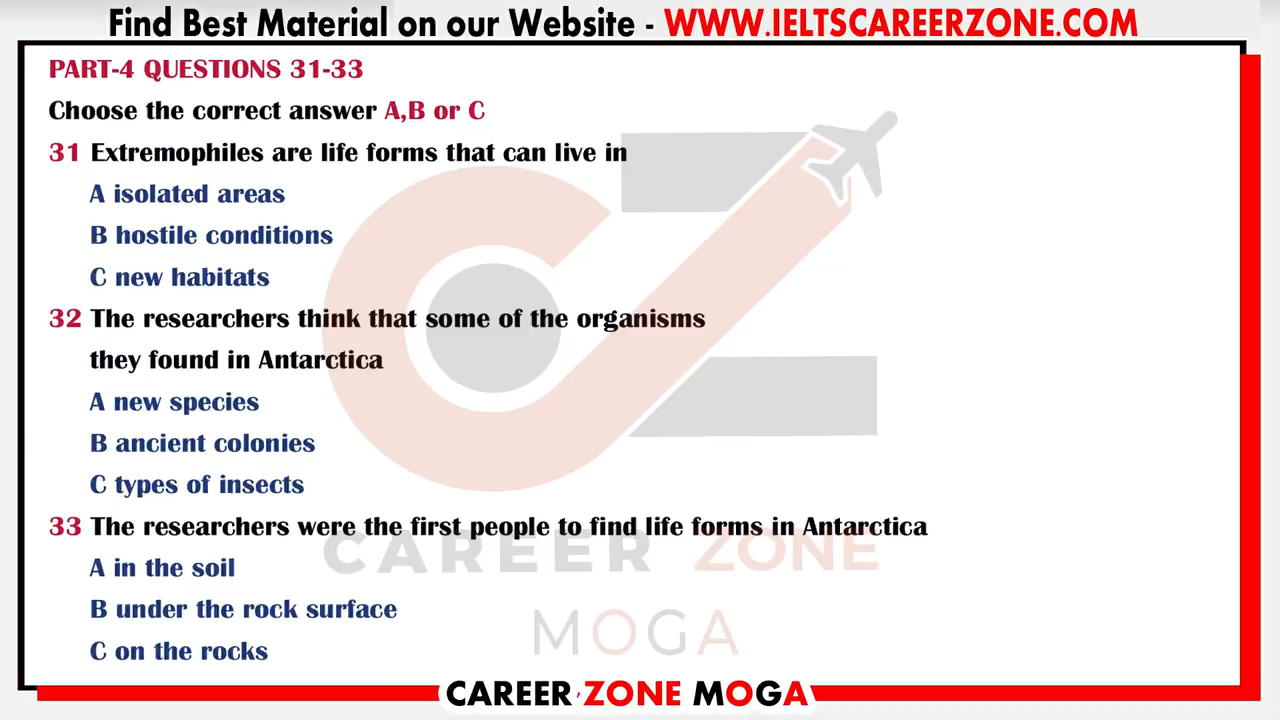 Find Best Material on our Website - WWW.IELTSCAREERZONE.COM
PART-4 QUESTIONS 31-33
Choose the correct answer A,B or C
31 Extremophiles are life forms that can live in
A isolated areas
B hostile conditions
C new habitats
32 The researchers think that some of the organisms
they found in Antarctica
A new species
B ancient colonies
C types of insects
33 The researchers were the first people to find life forms in Antarctica
CAREER ZONE
A in the soil
B under the rock surface
MOGA
C on the rocks
CAREER ZONE MOGA